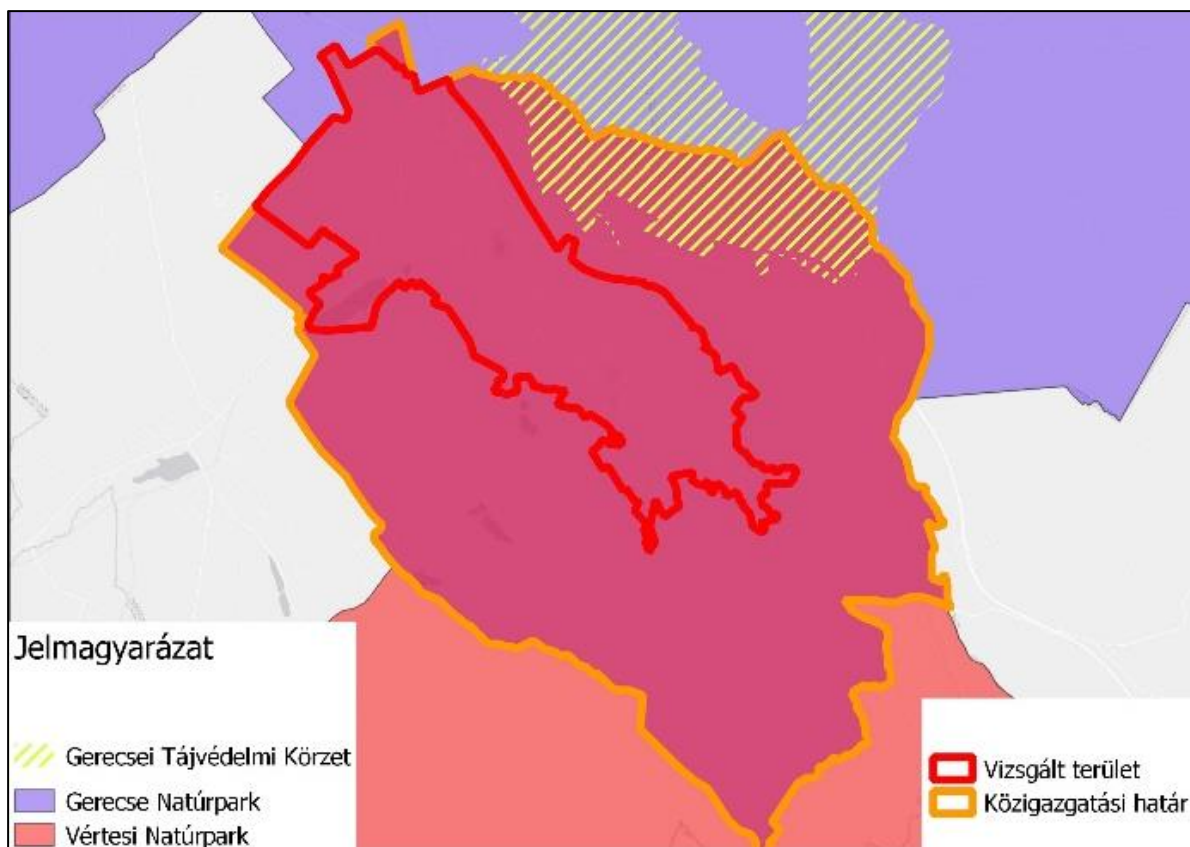 Jelmagyarázat
Gerecsei Tájvédelmi Körzet
Gerecse Natúrpark
Vértesi Natúrpark
Vizsgált terület
Közigazgatási határ